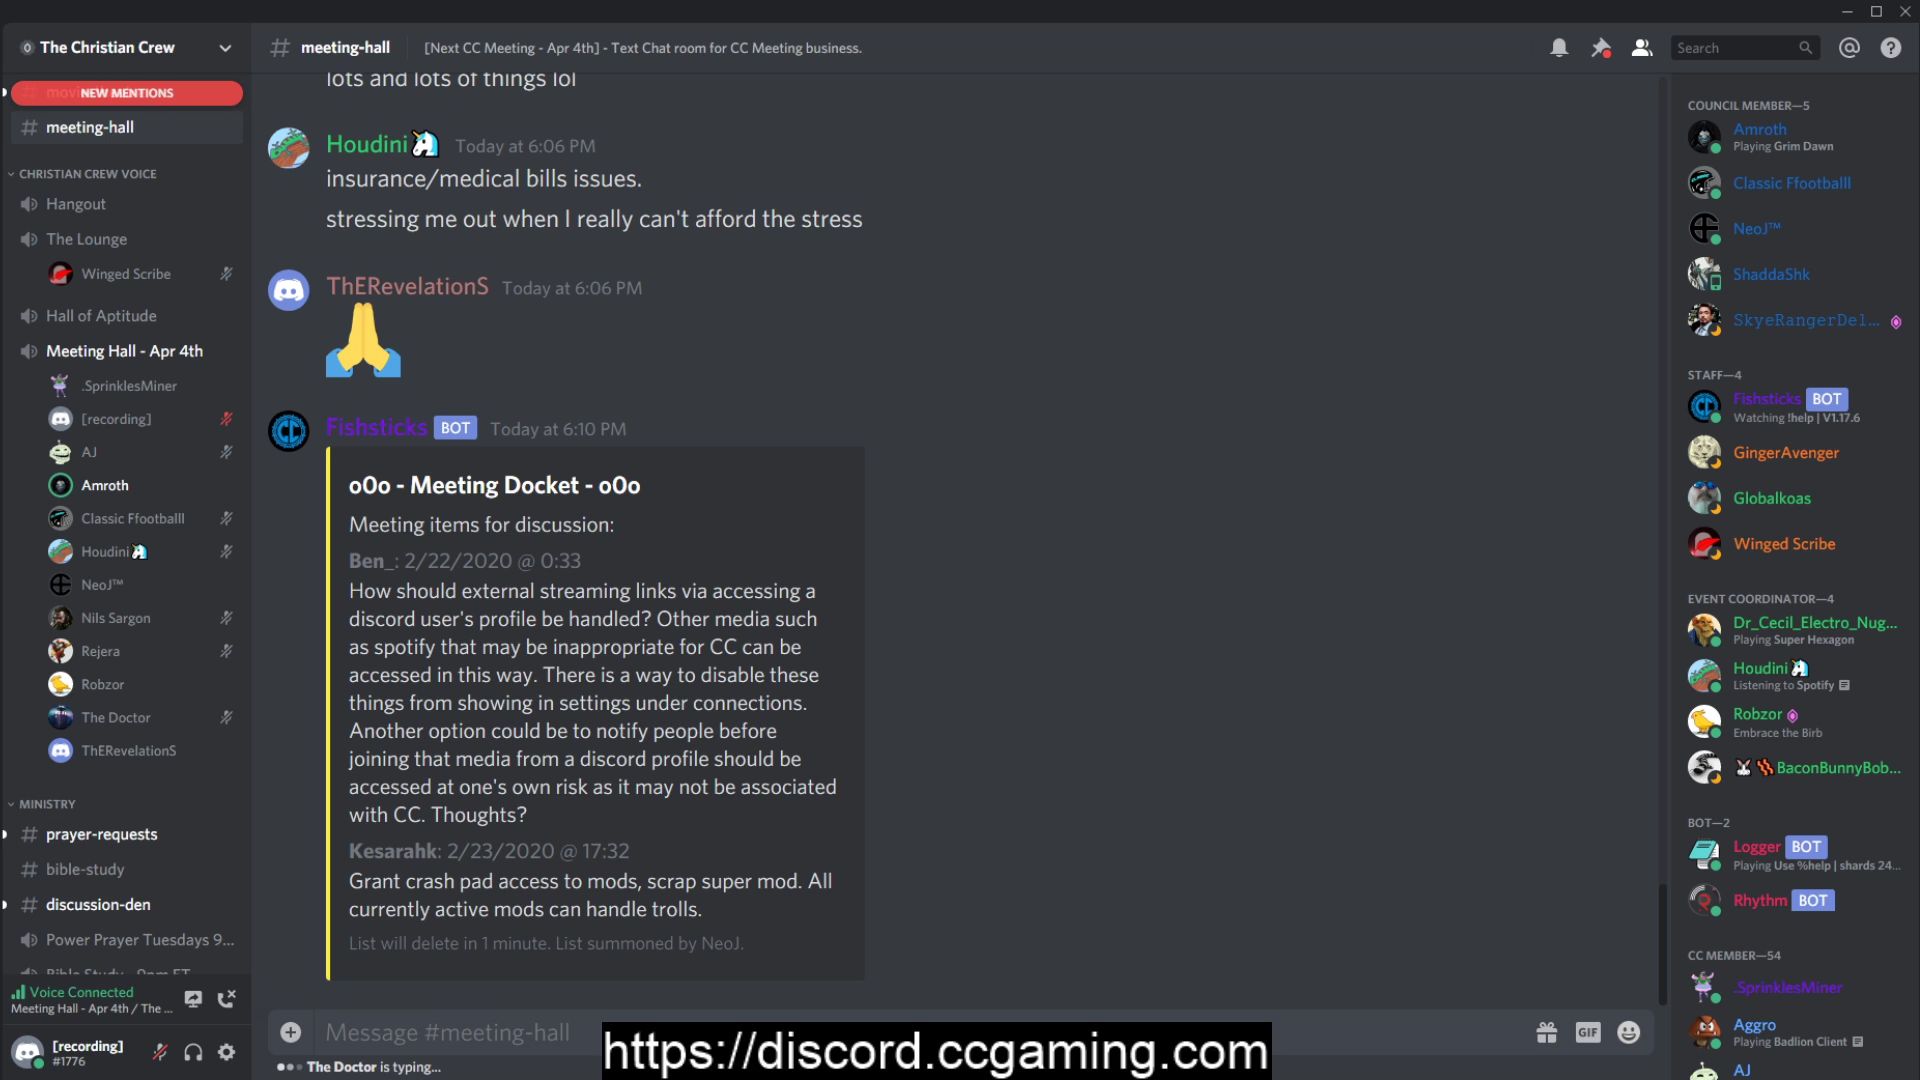 The Christian Crew
NEW MENTIONS
# meeting-hall
CHRISTIAN CREW VOICE
Hangout
The Lounge
Winged Scribe
Hall of Aptitude
Meeting Hall - Apr 4th
.SprinklesMiner
[recording]
AJ
Amroth
Classic Ffootballl
Houdini🦄
NeoJ™
Nils Sargon
Rejera
Robzor
The Doctor
ThERevelationS
MINISTRY
# prayer-requests
# bible-study
# discussion-den
Power Prayer Tuesdays 9...
Voice Connected
Meeting Hall - Apr 4th / The ...
[recording]
#1776
# meeting-hall
[Next CC Meeting - Apr 4th] - Text Chat room for CC Meeting business.
Search
lots and lots of things lol
Houdini🦄 Today at 6:06 PM
insurance/medical bills issues.
stressing me out when I really can't afford the stress
ThERevelationS Today at 6:06 PM
🙏
Fishsticks BOT Today at 6:10 PM
oOo - Meeting Docket - oOo
Meeting items for discussion:
Ben_: 2/22/2020 @ 0:33
How should external streaming links via accessing a
discord user's profile be handled? Other media such
as spotify that may be inappropriate for CC can be
accessed in this way. There is a way to disable these
things from showing in settings under connections.
Another option could be to notify people before
joining that media from a discord profile should be
accessed at one's own risk as it may not be associated
with CC. Thoughts?
Kesarahk: 2/23/2020 @ 17:32
Grant crash pad access to mods, scrap super mod. All
currently active mods can handle trolls.
List will delete in 1 minute. List summoned by NeoJ.
Message #meeting-hall
GIF
The Doctor is typing...
https://discord.ccgaming.com
COUNCIL MEMBER—5
Amroth
Playing Grim Dawn
Classic Ffootballl
NeoJ™
ShaddaShk
SkyeRangerDel...
STAFF—4
Fishsticks BOT
Watching !help | V1.17.6
GingerAvenger
Globalkoas
Winged Scribe
EVENT COORDINATOR—4
Dr_Cecil_Electro_Nug...
Playing Super Hexagon
Houdini🦄
Listening to Spotify
Robzor
Embrace the Birb
🐰🥓BaconBunnyBob...
BOT—2
Logger BOT
Playing Use %help | shards 24...
Rhythm BOT
CC MEMBER—54
.SprinklesMiner
Aggro
Playing Badlion Client
AJ